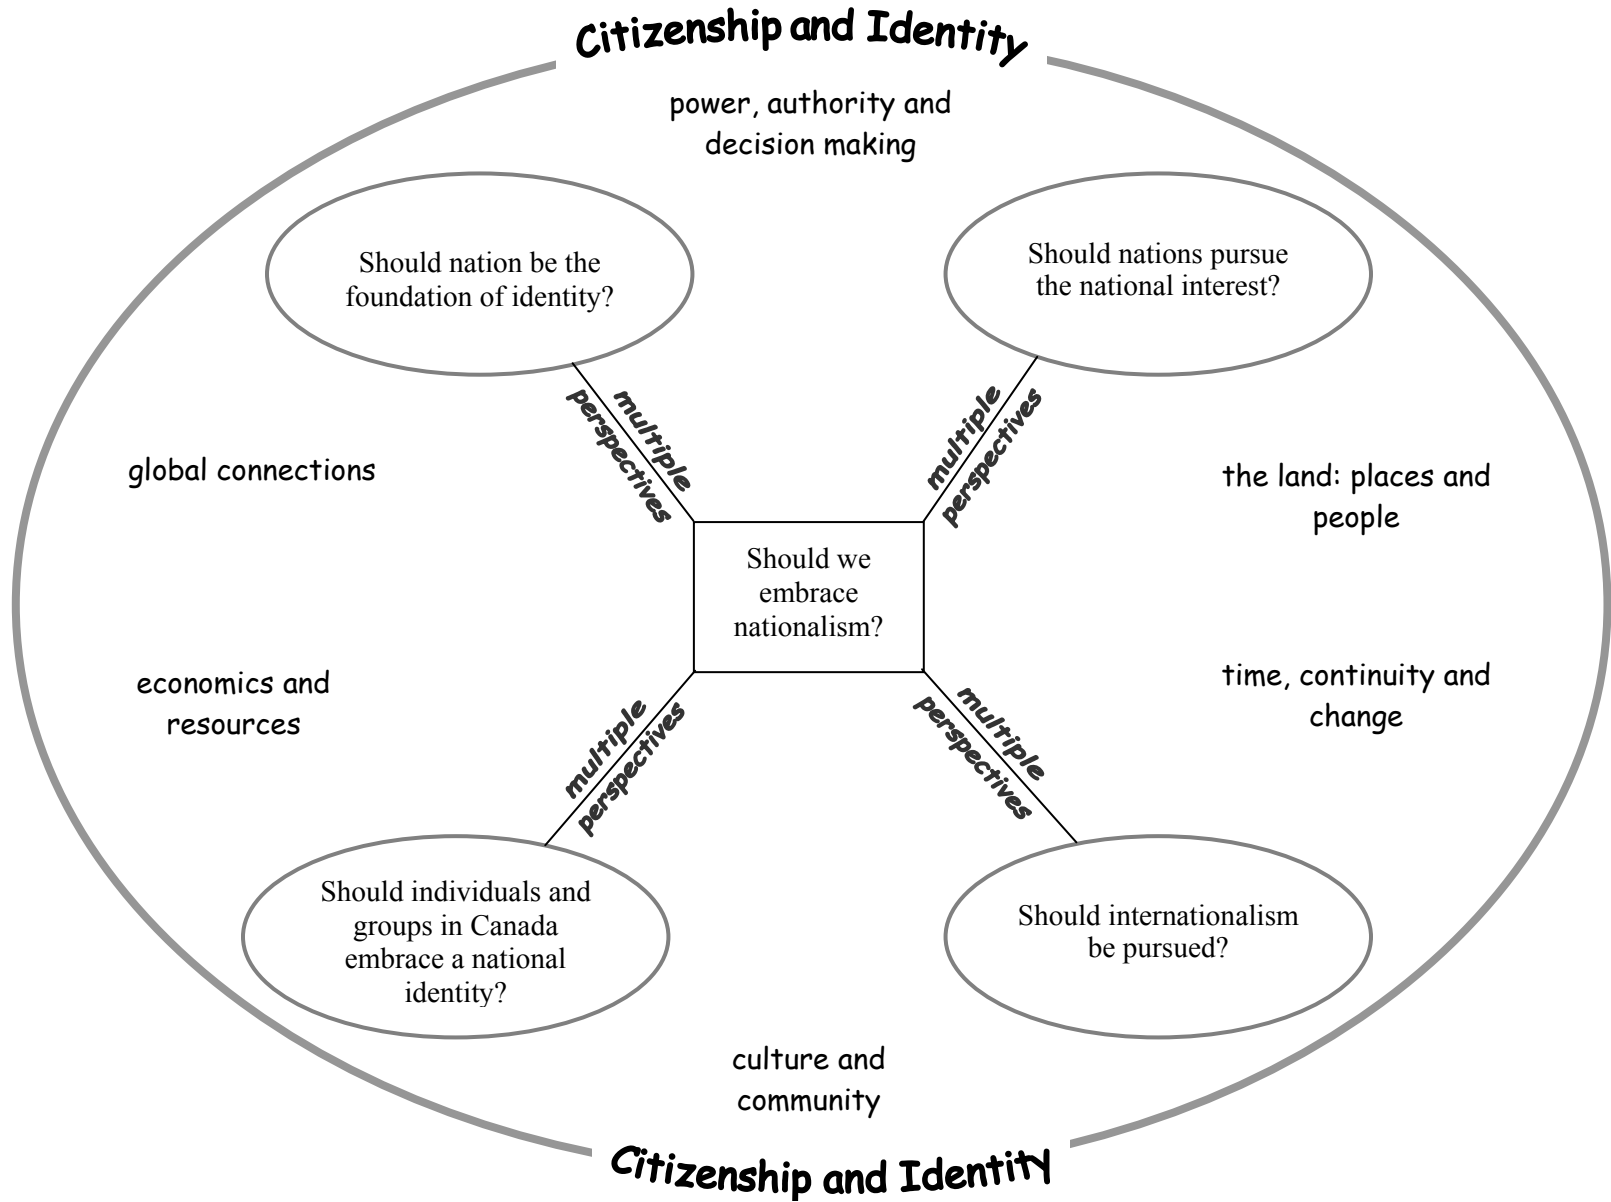 Citizenship and Identity
power, authority and
decision making
Should nation be the
foundation of identity?
Should nations pursue
the national interest?
multiple
perspectives
multiple
perspectives
global connections
the land: places and
people
Should we
embrace
nationalism?
economics and
resources
time, continuity and
change
multiple
perspectives
multiple
perspectives
Should individuals and
groups in Canada
embrace a national
identity?
Should internationalism
be pursued?
culture and
community
Citizenship and Identity